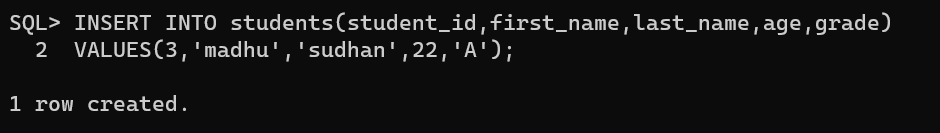 SQL> INSERT INTO students(student_id,first_name,last_name,age,grade)
  2  VALUES(3,'madhu','sudhan',22,'A');
1 row created.